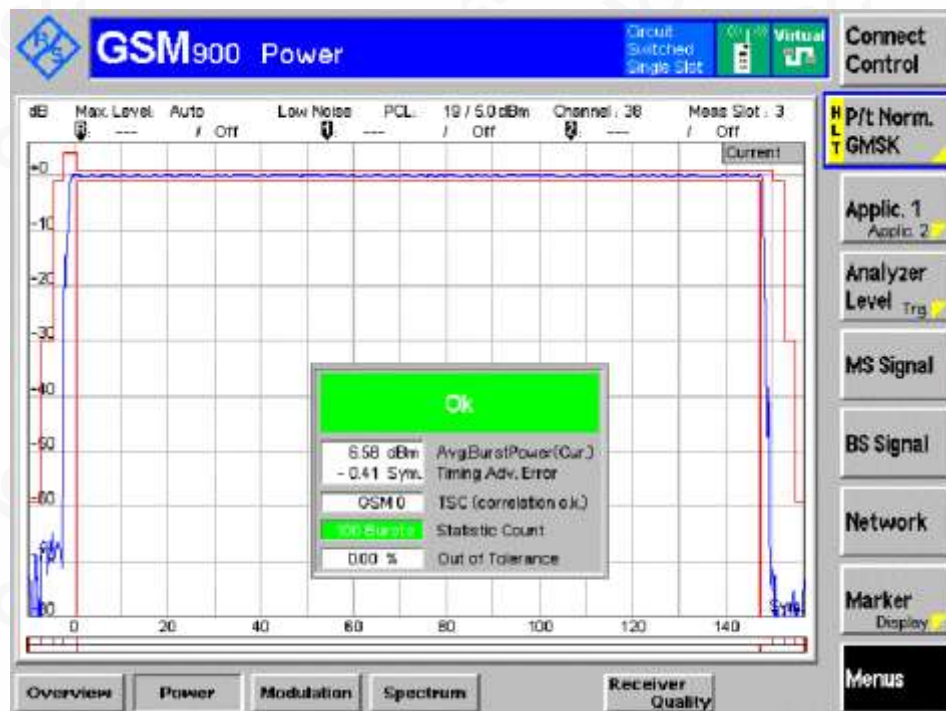 R S
GSM900 Power
Circuit Switched Single Slot
Virtual
Connect Control
dB Max. Level: Auto Low Noise PCL: 19 / 5.0 dBm Channel: 38 Meas Slot: 3
--- / Off 1 --- / Off 2 --- / Off
Current
HLT
P/t Norm. GMSK
Applic. 1
Applic. 2
Analyzer Level
Trg
MS Signal
BS Signal
Network
Marker
Display
Menus
+0
-10
-20
-30
-40
-50
-60
-80
Ok
6.58 dBm Avg.BurstPower(Cur.)
- 0.41 Sym. Timing Adv. Error
GSM 0 TSC (correlation o.k.)
100 Bursts Statistic Count
0.00 % Out of Tolerance
Sym.
0 20 40 60 80 100 120 140
Overview
Power
Modulation
Spectrum
Receiver Quality